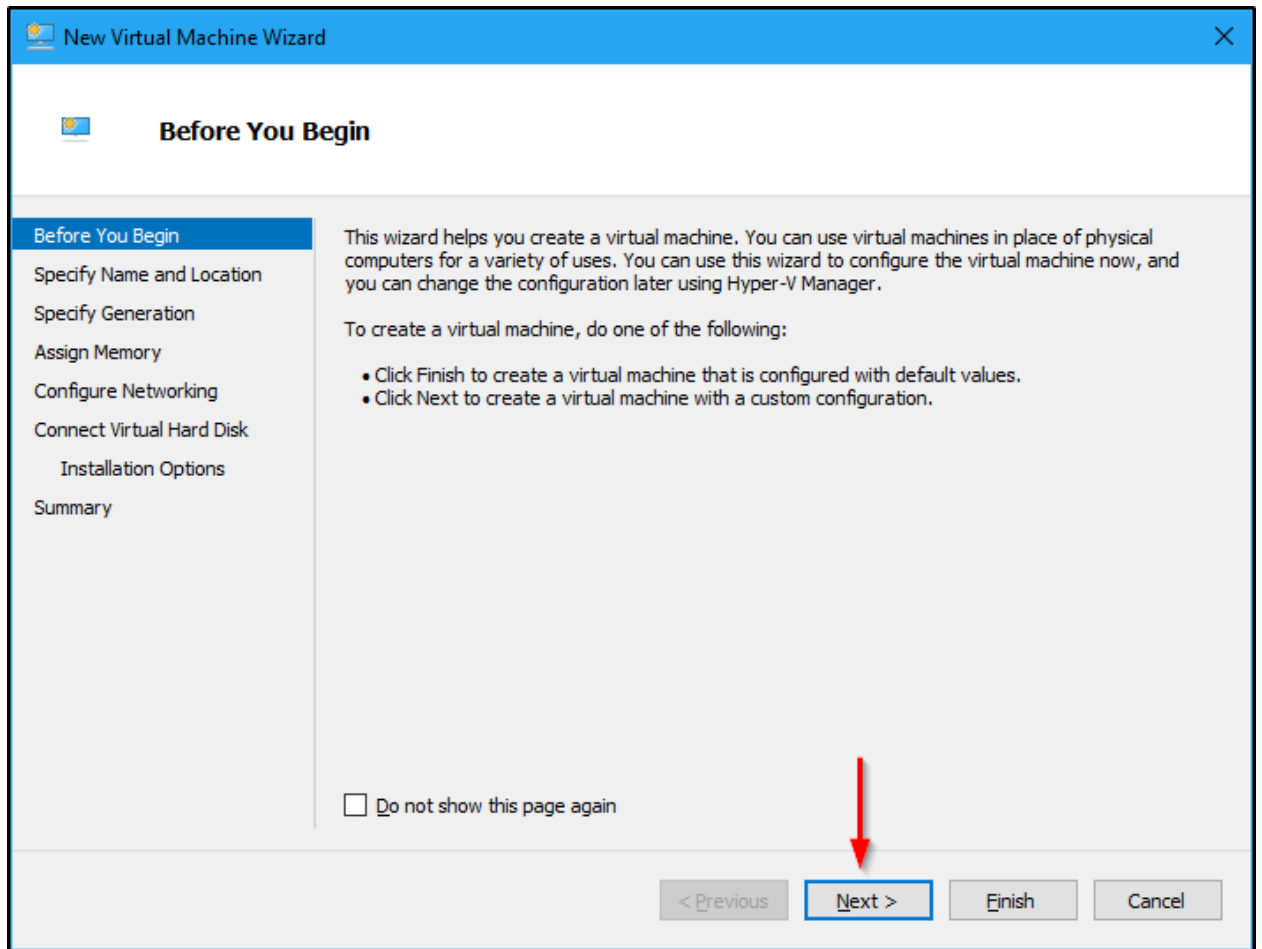 New Virtual Machine Wizard
Before You Begin
Before You Begin
Specify Name and Location
Specify Generation
Assign Memory
Configure Networking
Connect Virtual Hard Disk
Installation Options
Summary
This wizard helps you create a virtual machine. You can use virtual machines in place of physical
computers for a variety of uses. You can use this wizard to configure the virtual machine now, and
you can change the configuration later using Hyper-V Manager.
To create a virtual machine, do one of the following:
• Click Finish to create a virtual machine that is configured with default values.
• Click Next to create a virtual machine with a custom configuration.
Do not show this page again
< Previous
Next >
Finish
Cancel